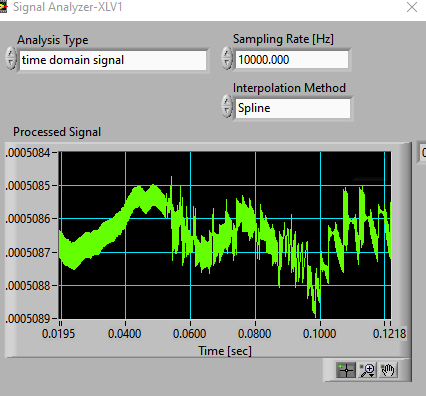 Signal Analyzer-XLV1
Analysis Type
time domain signal
Sampling Rate [Hz]
10000.000
Interpolation Method
Spline
Processed Signal
.0005084
.0005085
.0005086
.0005087
.0005088
.0005089
0.0195 0.0400 0.0600 0.0800 0.1000 0.1218
Time [sec]